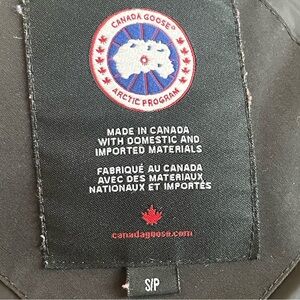 CANADA GOOSE
ARCTIC PROGRAM
MADE IN CANADA
WITH DOMESTIC AND
IMPORTED MATERIALS
FABRIQUÉ AU CANADA
AVEC DES MATERIAUX
NATIONAUX ET IMPORTÉS
canadagoose.com
S/P